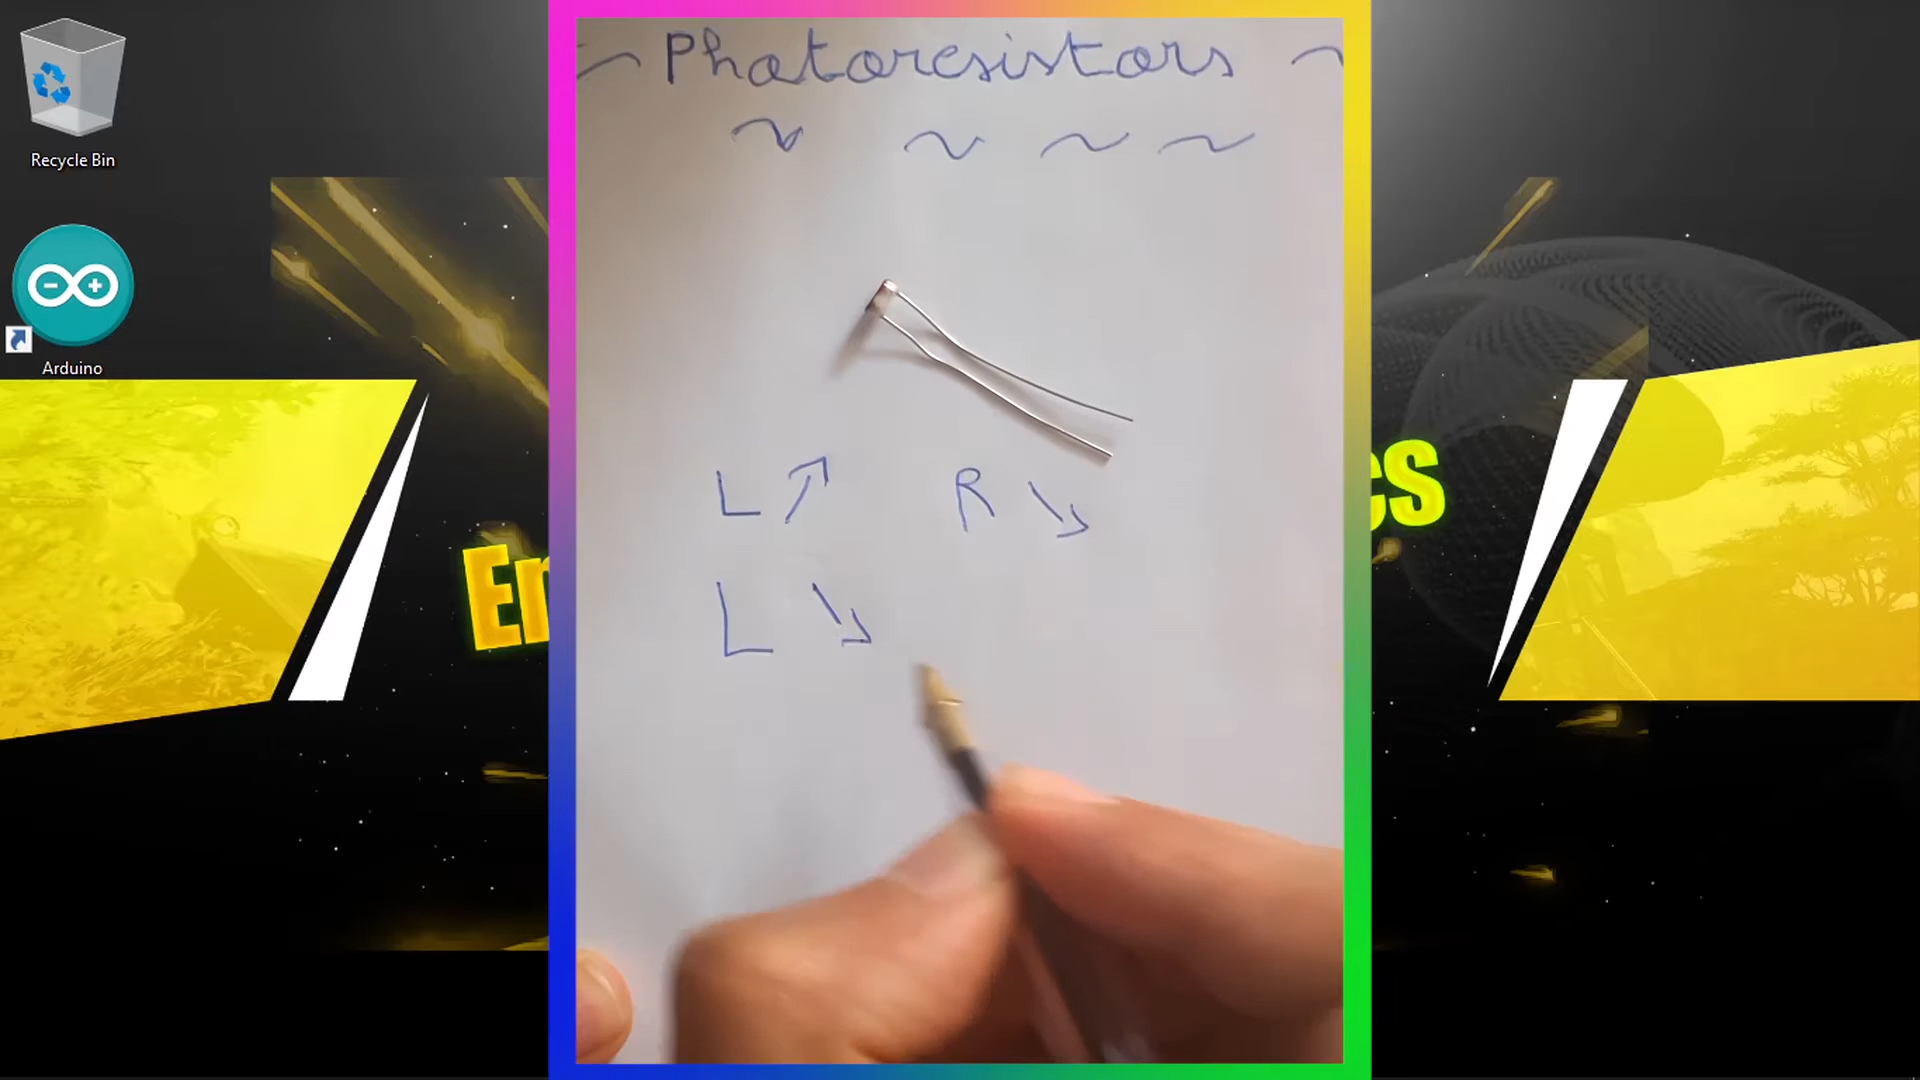 Photoresistors
Recycle Bin
Arduino
L ↗ R ↘
L ↘